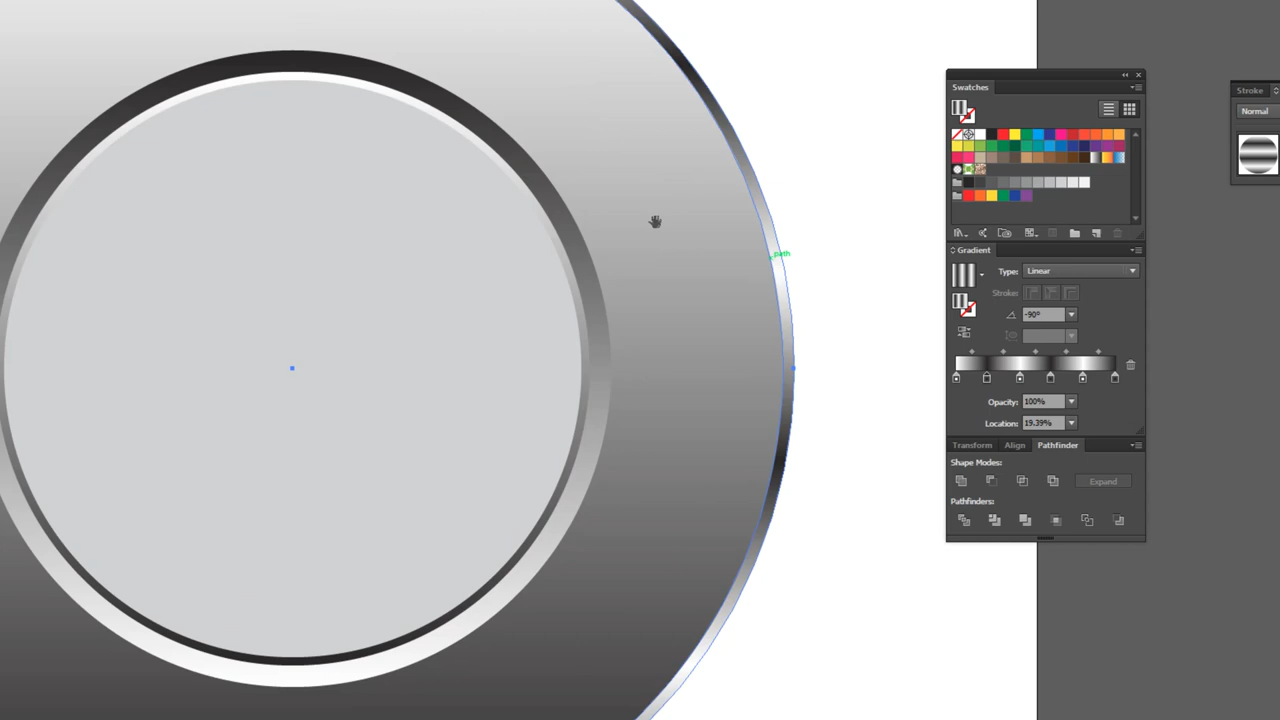 Swatches
Stroke
Normal
path
Gradient
Type: Linear
Stroke:
-90°
Opacity: 100%
Location: 19.39%
Transform Align Pathfinder
Shape Modes:
Expand
Pathfinders: